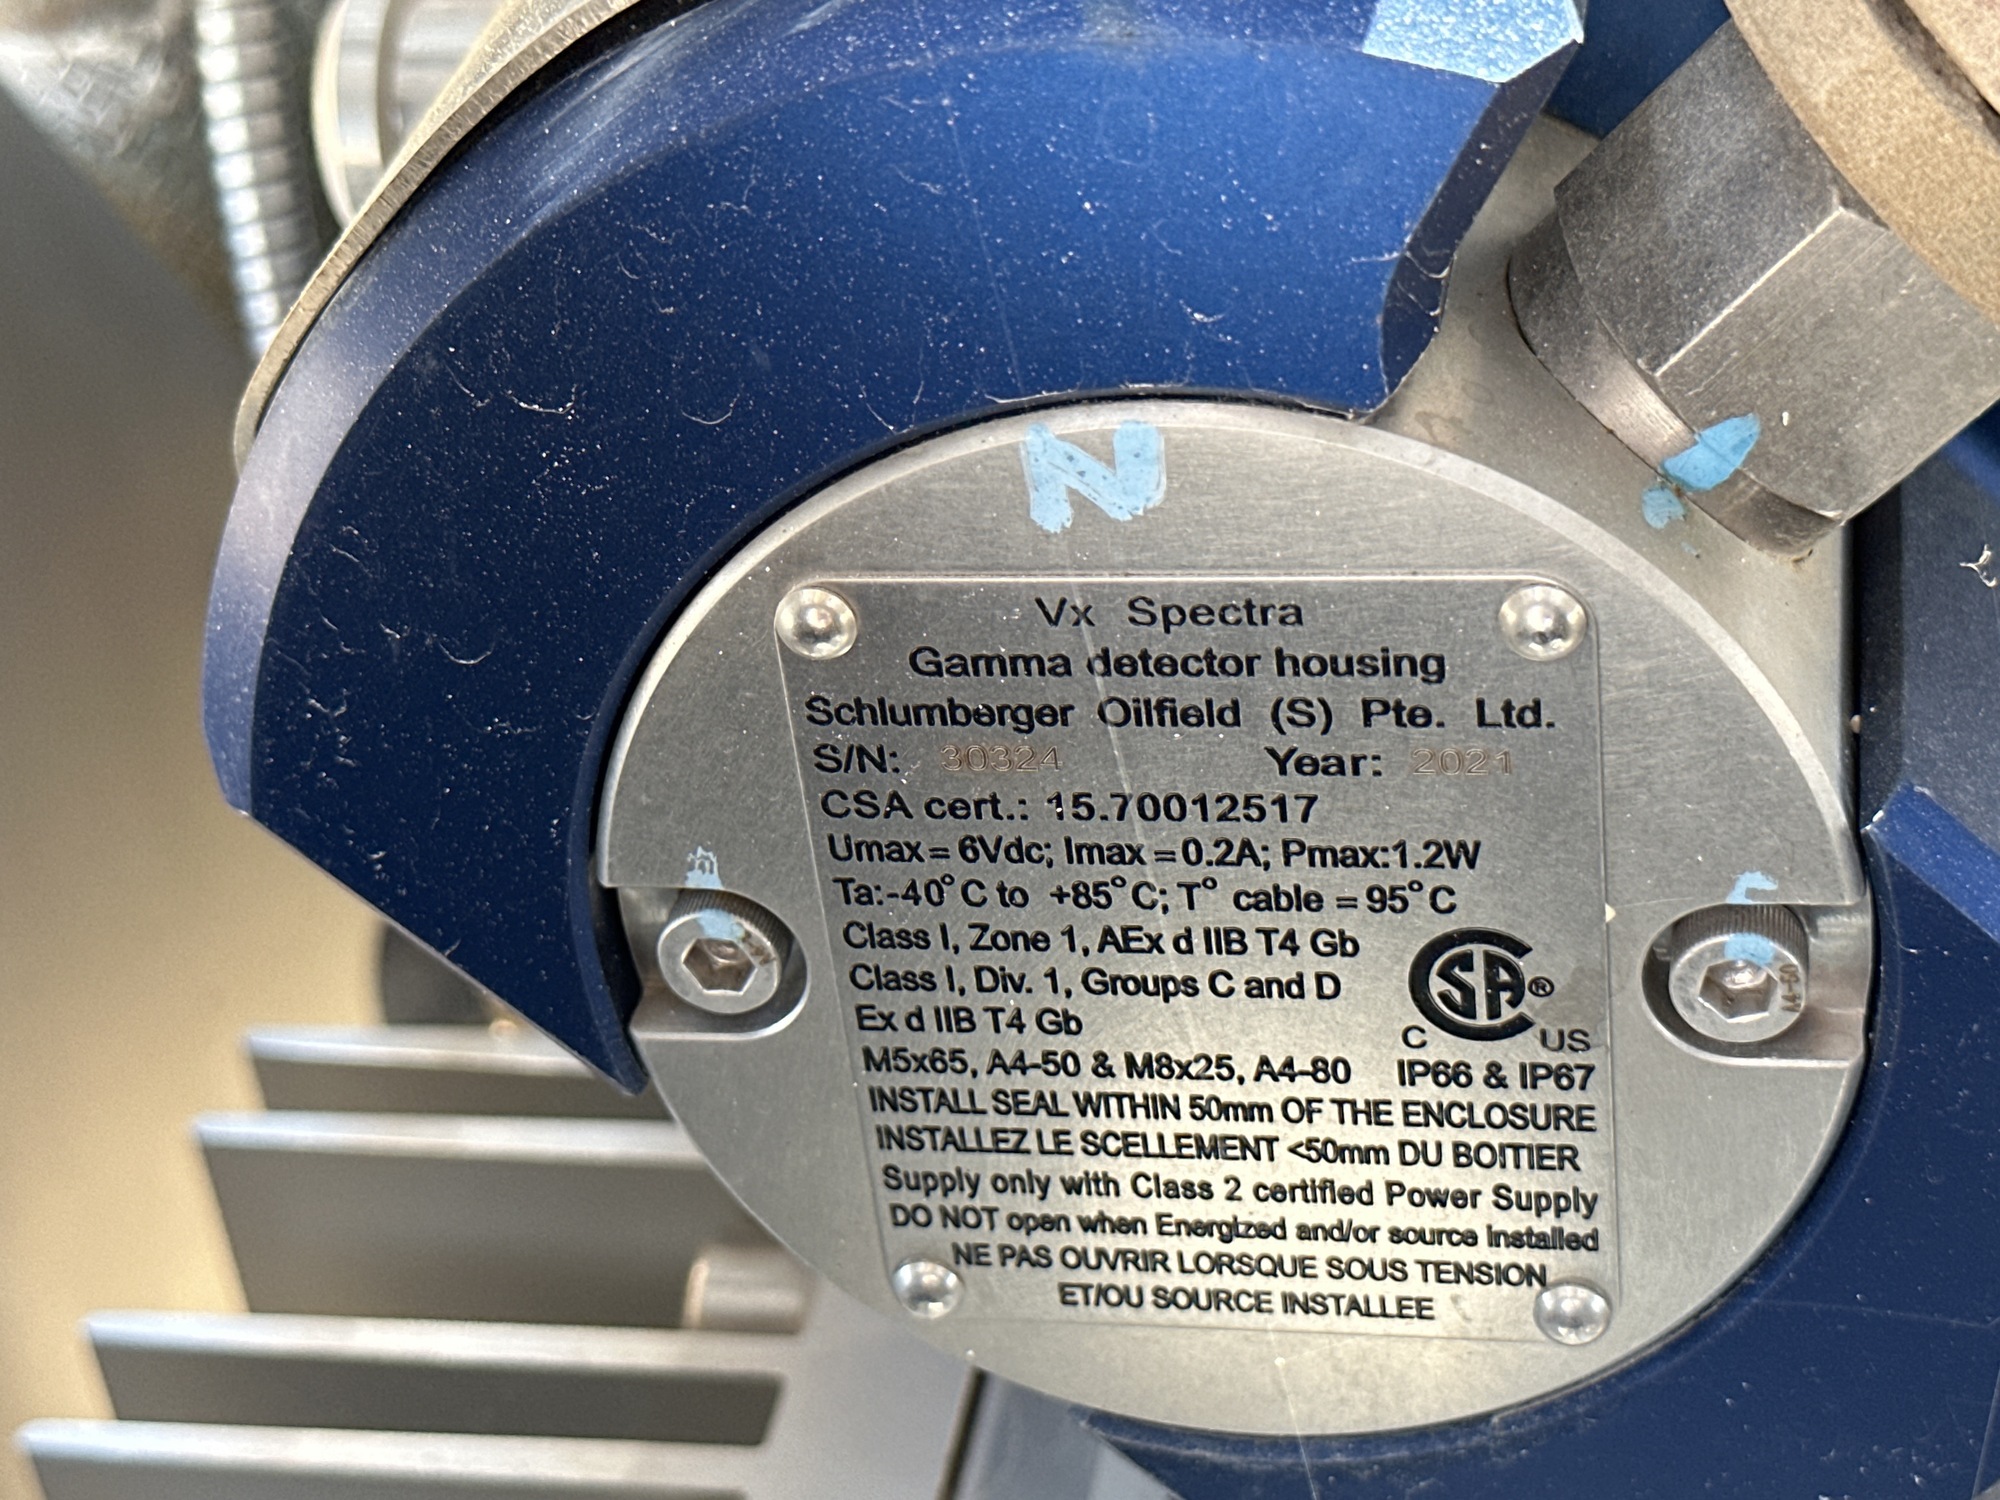 N
Vx Spectra
Gamma detector housing
Schlumberger Oilfield (S) Pte. Ltd.
S/N: 30324 Year: 2021
CSA cert.: 15.70012517
Umax = 6Vdc; Imax = 0.2A; Pmax:1.2W
Ta:-40°C to +85°C; T° cable = 95°C
Class I, Zone 1, AEx d IIB T4 Gb
Class I, Div. 1, Groups C and D
Ex d IIB T4 Gb
CSA®
C US
M5x65, A4-50 & M8x25, A4-80 IP66 & IP67
INSTALL SEAL WITHIN 50mm OF THE ENCLOSURE
INSTALLEZ LE SCELLEMENT <50mm DU BOITIER
Supply only with Class 2 certified Power Supply
DO NOT open when Energized and/or source installed
NE PAS OUVRIR LORSQUE SOUS TENSION
ET/OU SOURCE INSTALLEE
A4-50